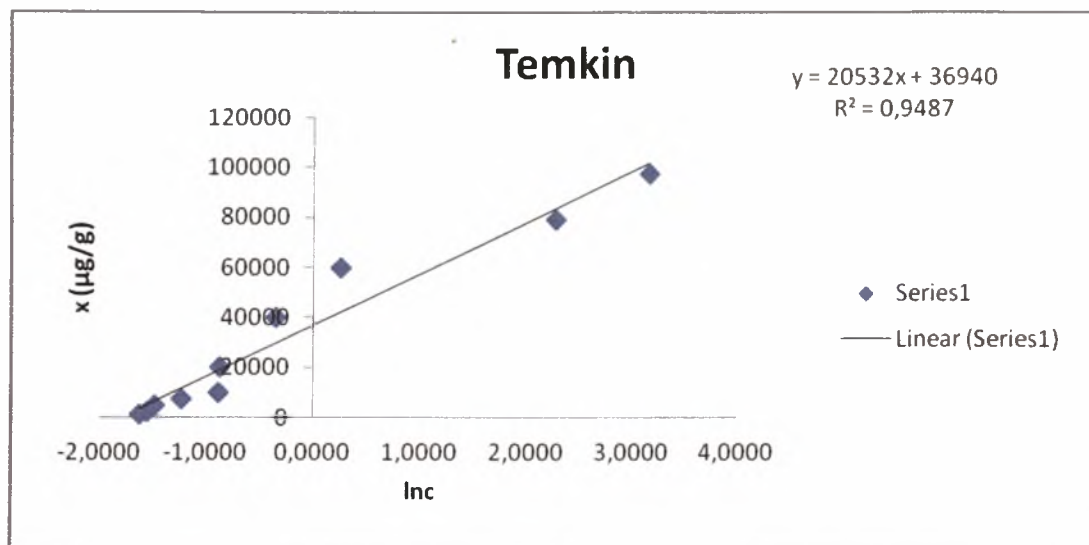 Temkin
y = 20532x + 36940
R² = 0,9487
120000
100000
80000
60000
40000
20000
0
x (µg/g)
-2,0000 -1,0000 0,0000 1,0000 2,0000 3,0000 4,0000
lnc
Series1
Linear (Series1)